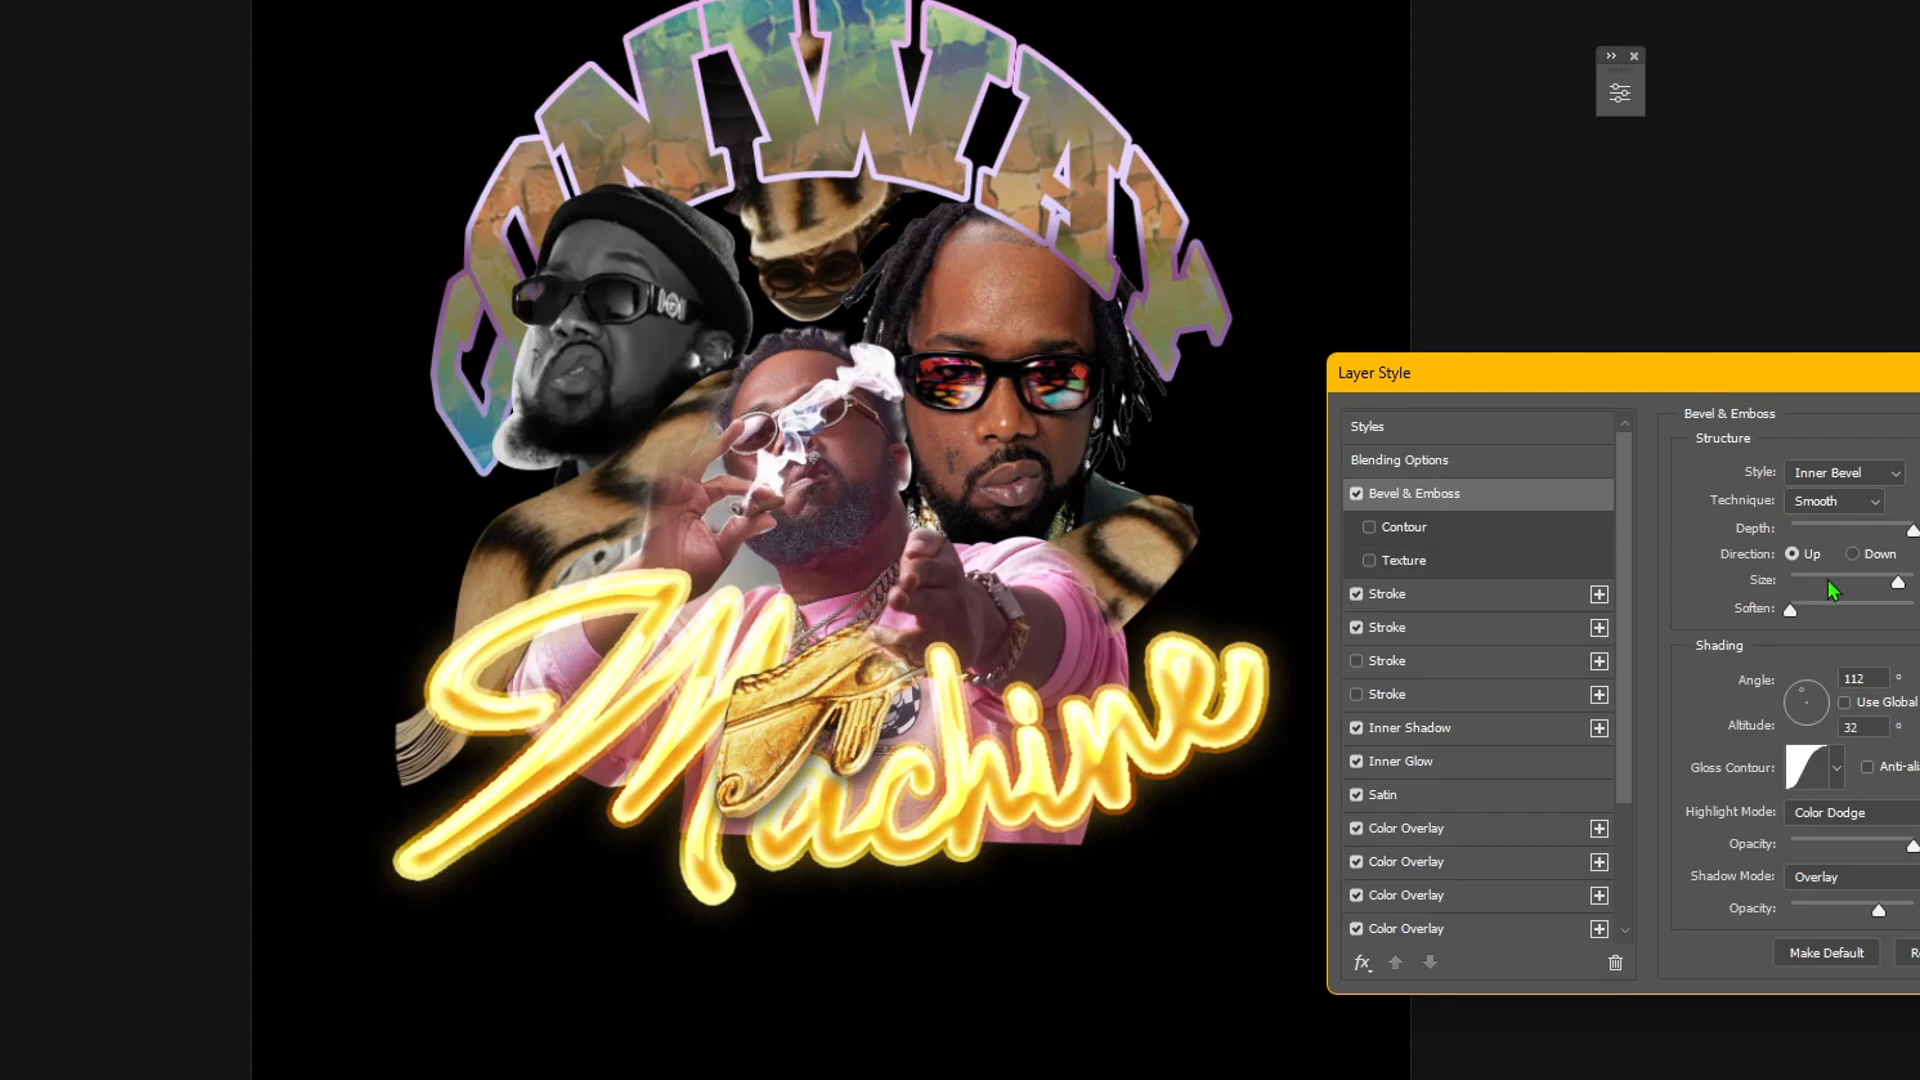 CONWAY
Machine
Layer Style
Styles
Blending Options
Bevel & Emboss
Contour
Texture
Stroke
Stroke
Stroke
Stroke
Inner Shadow
Inner Glow
Satin
Color Overlay
Color Overlay
Color Overlay
Color Overlay
fx
Bevel & Emboss
Structure
Style: Inner Bevel
Technique: Smooth
Depth:
Direction: Up Down
Size:
Soften:
Shading
Angle: 112 °
Use Global
Altitude: 32 °
Gloss Contour: Anti-ali
Highlight Mode: Color Dodge
Opacity:
Shadow Mode: Overlay
Opacity:
Make Default